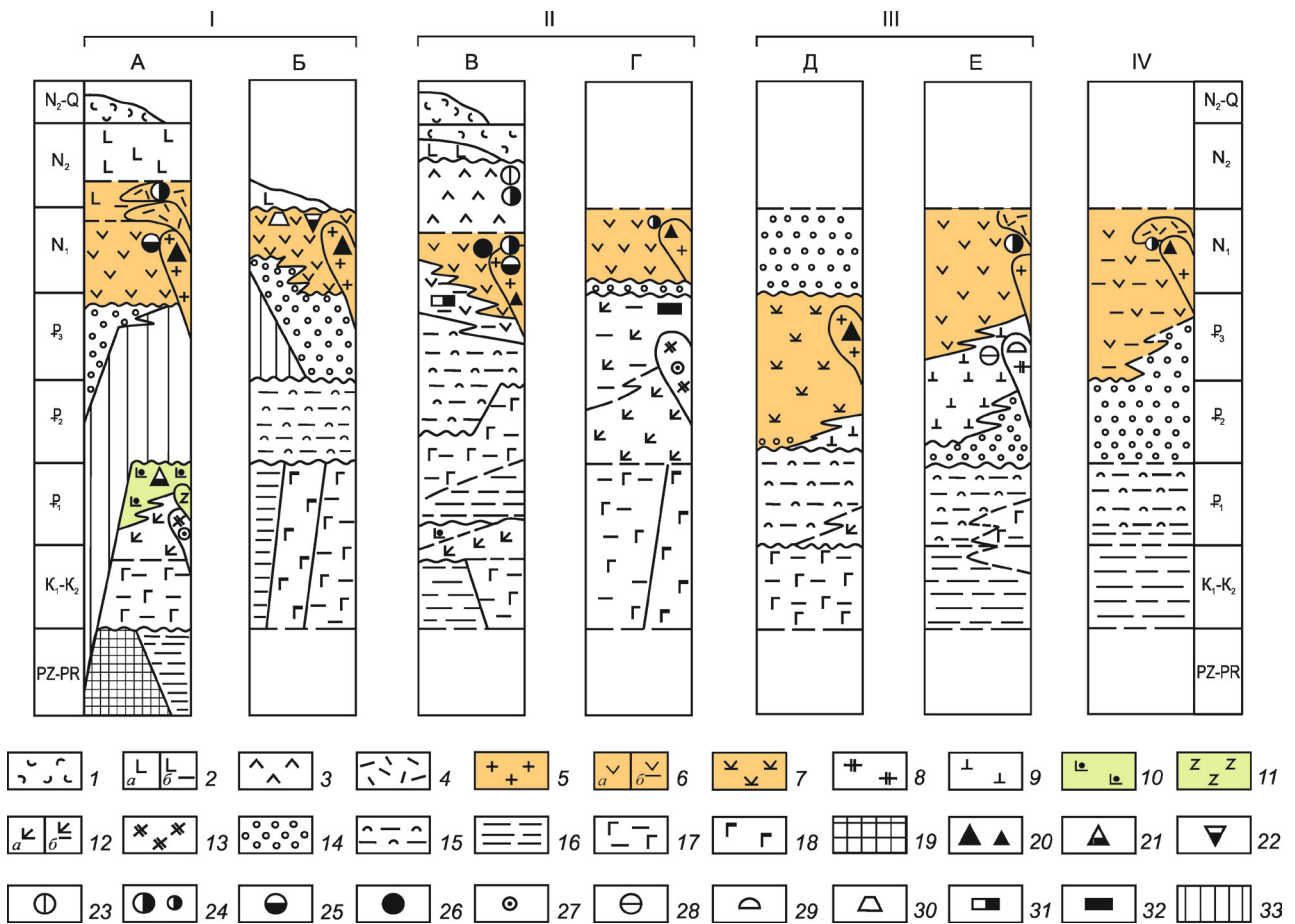 I II III
А Б В Г Д Е IV
N₂-Q N₂-Q
N₂ N₂
N₁ N₁
₽₃ ₽₃
₽₂ ₽₂
₽₁ ₽₁
K₁-K₂ K₁-K₂
PZ-PR PZ-PR
1 а б 2 3 4 5 а б 6 7 8 9 10 11
а б 12 13 14 15 16 17 18 19 20 21 22
23 24 25 26 27 28 29 30 31 32 33